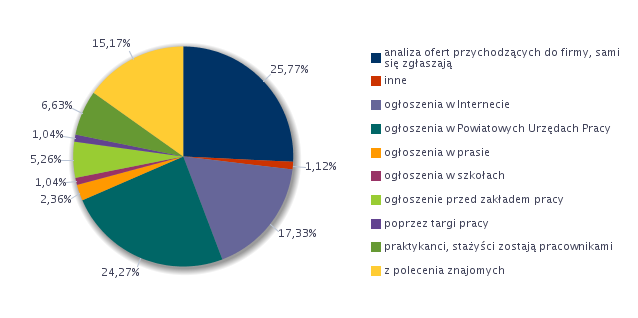 15,17%
25,77%
6,63%
1,04%
5,26%
1,04%
2,36%
1,12%
17,33%
24,27%
analiza ofert przychodzących do firmy, sami
się zgłaszają
inne
ogłoszenia w Internecie
ogłoszenia w Powiatowych Urzędach Pracy
ogłoszenia w prasie
ogłoszenia w szkołach
ogłoszenie przed zakładem pracy
poprzez targi pracy
praktykanci, stażyści zostają pracownikami
z polecenia znajomych